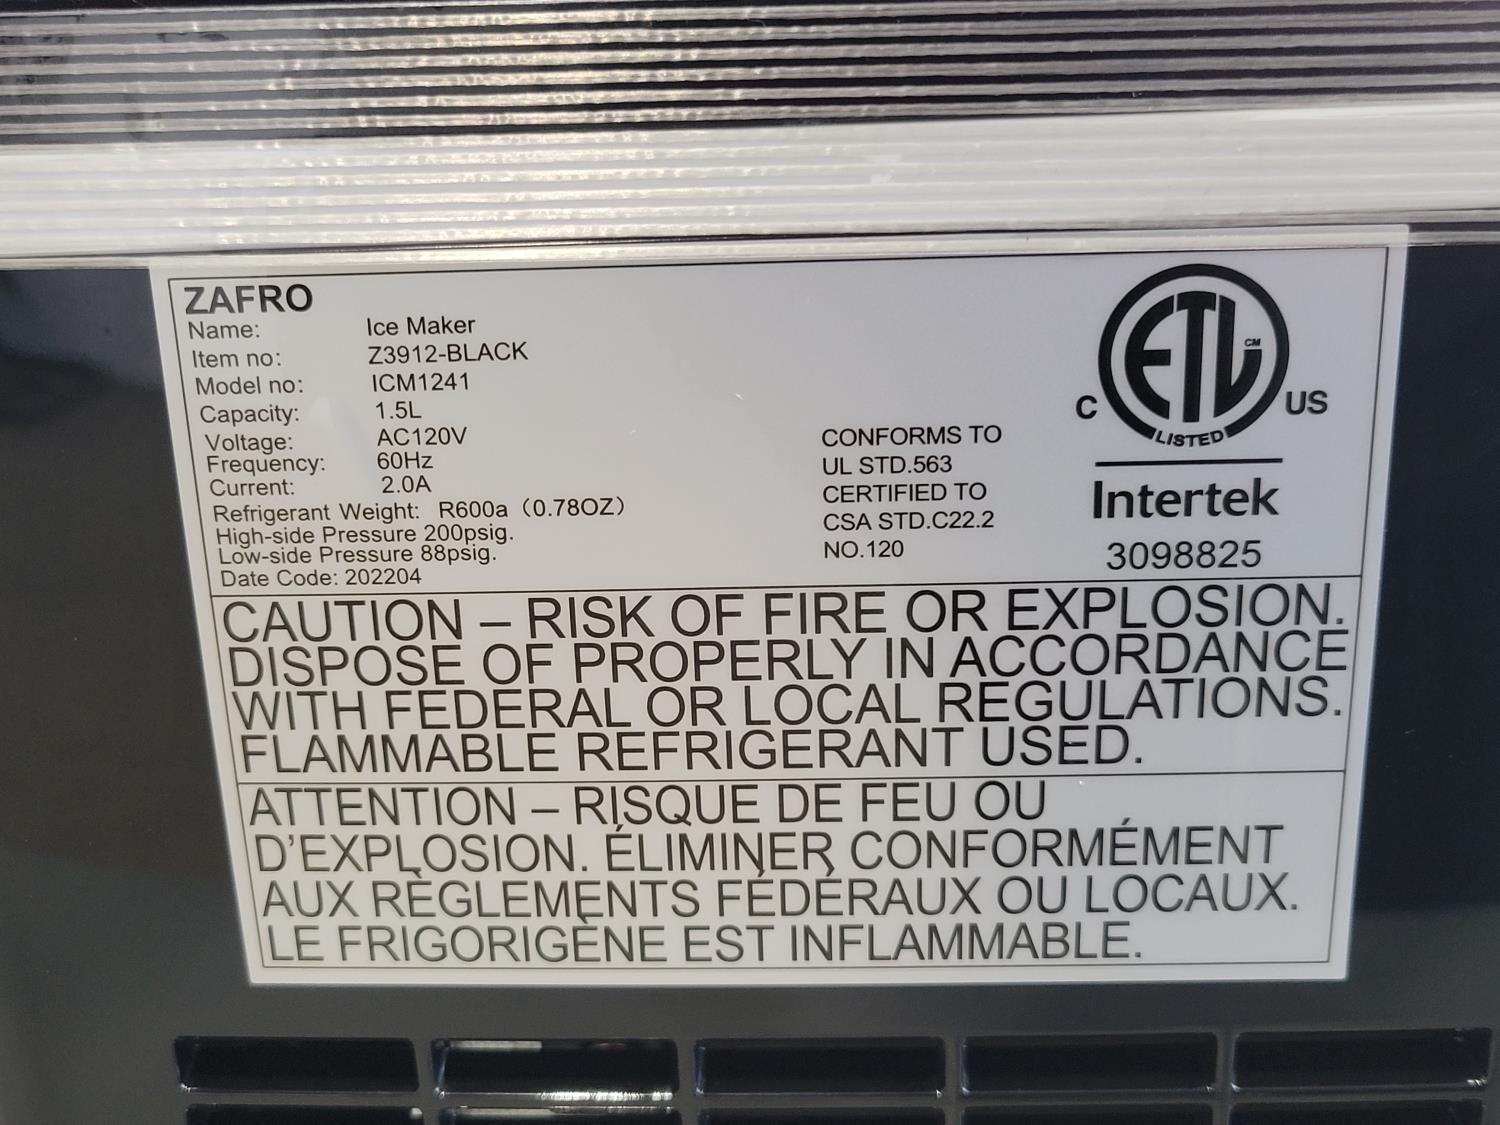 ZAFRO
Name: Ice Maker
Item no: Z3912-BLACK
Model no: ICM1241
Capacity: 1.5L
Voltage: AC120V
Frequency: 60Hz
Current: 2.0A
Refrigerant Weight: R600a（0.78OZ）
High-side Pressure 200psig.
Low-side Pressure 88psig.
Date Code: 202204
CONFORMS TO
UL STD.563
CERTIFIED TO
CSA STD.C22.2
NO.120
C ETL CM US
LISTED
Intertek
3098825
CAUTION – RISK OF FIRE OR EXPLOSION.
DISPOSE OF PROPERLY IN ACCORDANCE
WITH FEDERAL OR LOCAL REGULATIONS.
FLAMMABLE REFRIGERANT USED.
ATTENTION – RISQUE DE FEU OU
D'EXPLOSION. ÉLIMINER CONFORMÉMENT
AUX RÈGLEMENTS FÉDÉRAUX OU LOCAUX.
LE FRIGORIGÈNE EST INFLAMMABLE.